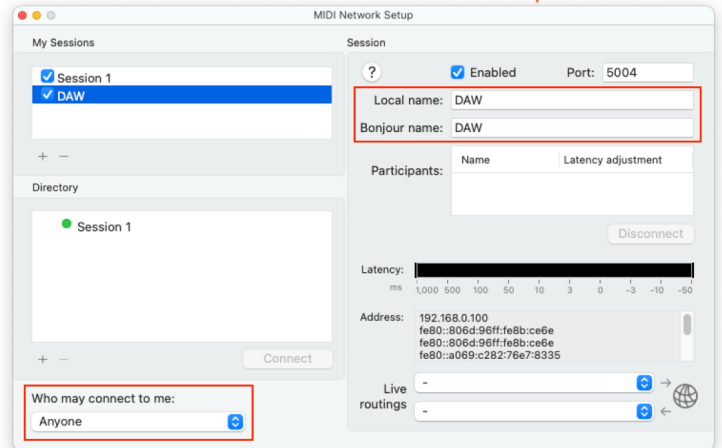 MIDI Network Setup
My Sessions
Session 1
DAW
+ −
Directory
Session 1
+ −
Connect
Who may connect to me:
Anyone
Session
?
Enabled
Port: 5004
Local name: DAW
Bonjour name: DAW
Participants:
Name Latency adjustment
Disconnect
Latency:
ms 1,000 500 100 50 10 3 0 -3 -10 -50
Address: 192.168.0.100
fe80::806d:96ff:fe8b:ce6e
fe80::806d:96ff:fe8b:ce6e
fe80::a069:c282:76e7:8335
Live
routings
-
-